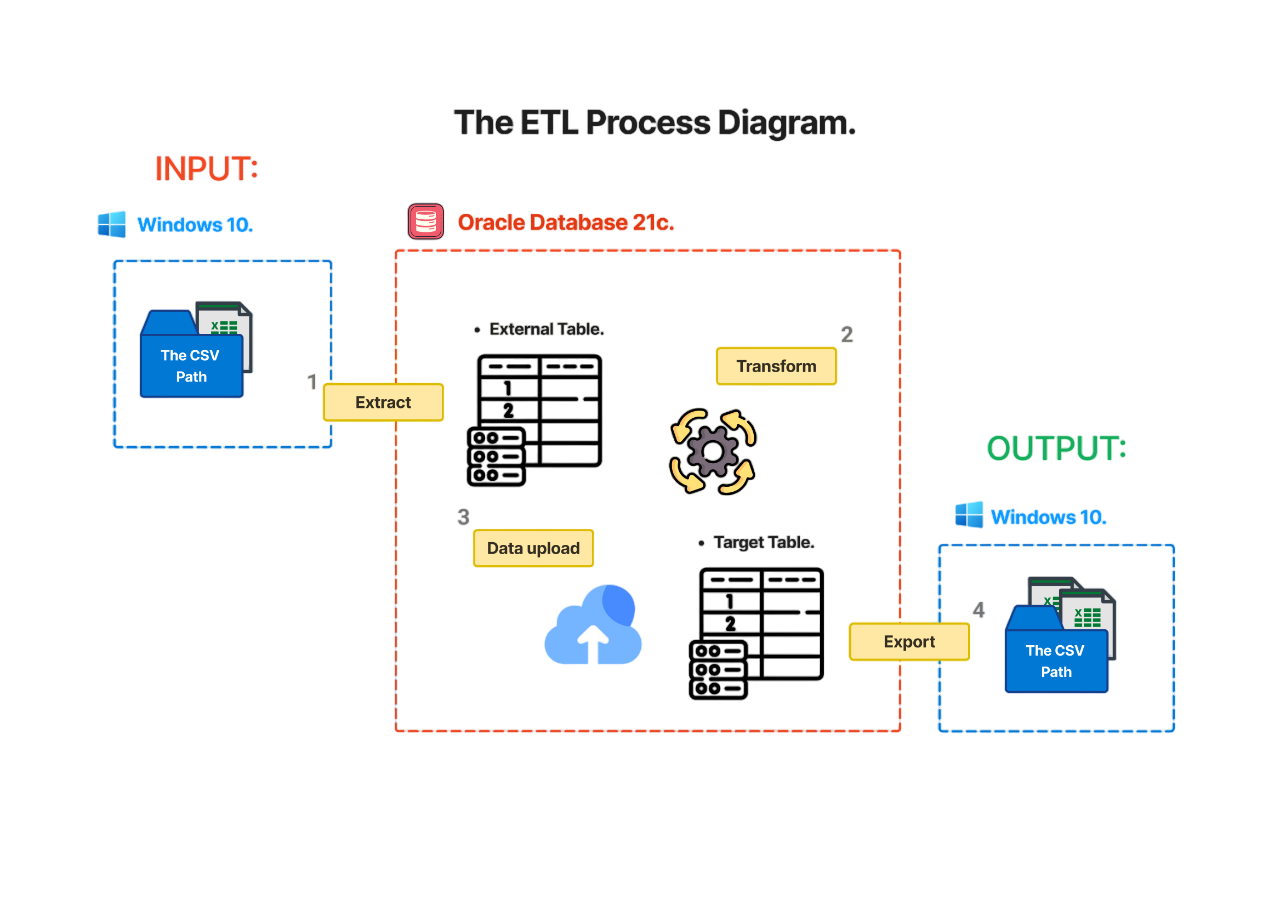 The ETL Process Diagram.
INPUT:
Windows 10.
Oracle Database 21c.
The CSV
Path
1
Extract
• External Table.
1
2
2
Transform
3
Data upload
• Target Table.
1
2
OUTPUT:
Windows 10.
4
Export
X
X
X
The CSV
Path